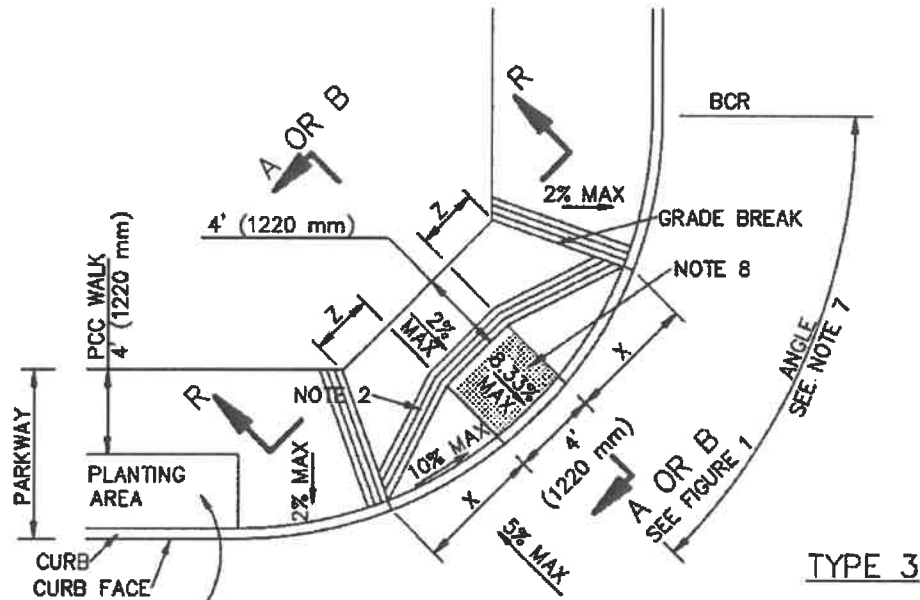 BCR
A OR B
R
2% MAX
4' (1220 mm)
Z
GRADE BREAK
NOTE 8
PCC WALK
4' (1220 mm)
Z
2%
MAX
8.33%
MAX
X
ANGLE
SEE NOTE 7
NOTE 2
R
PARKWAY
PLANTING
AREA
2% MAX
10% MAX
4'
(1220 mm)
X
A OR B
SEE FIGURE 1
5% MAX
CURB
CURB FACE
TYPE 3